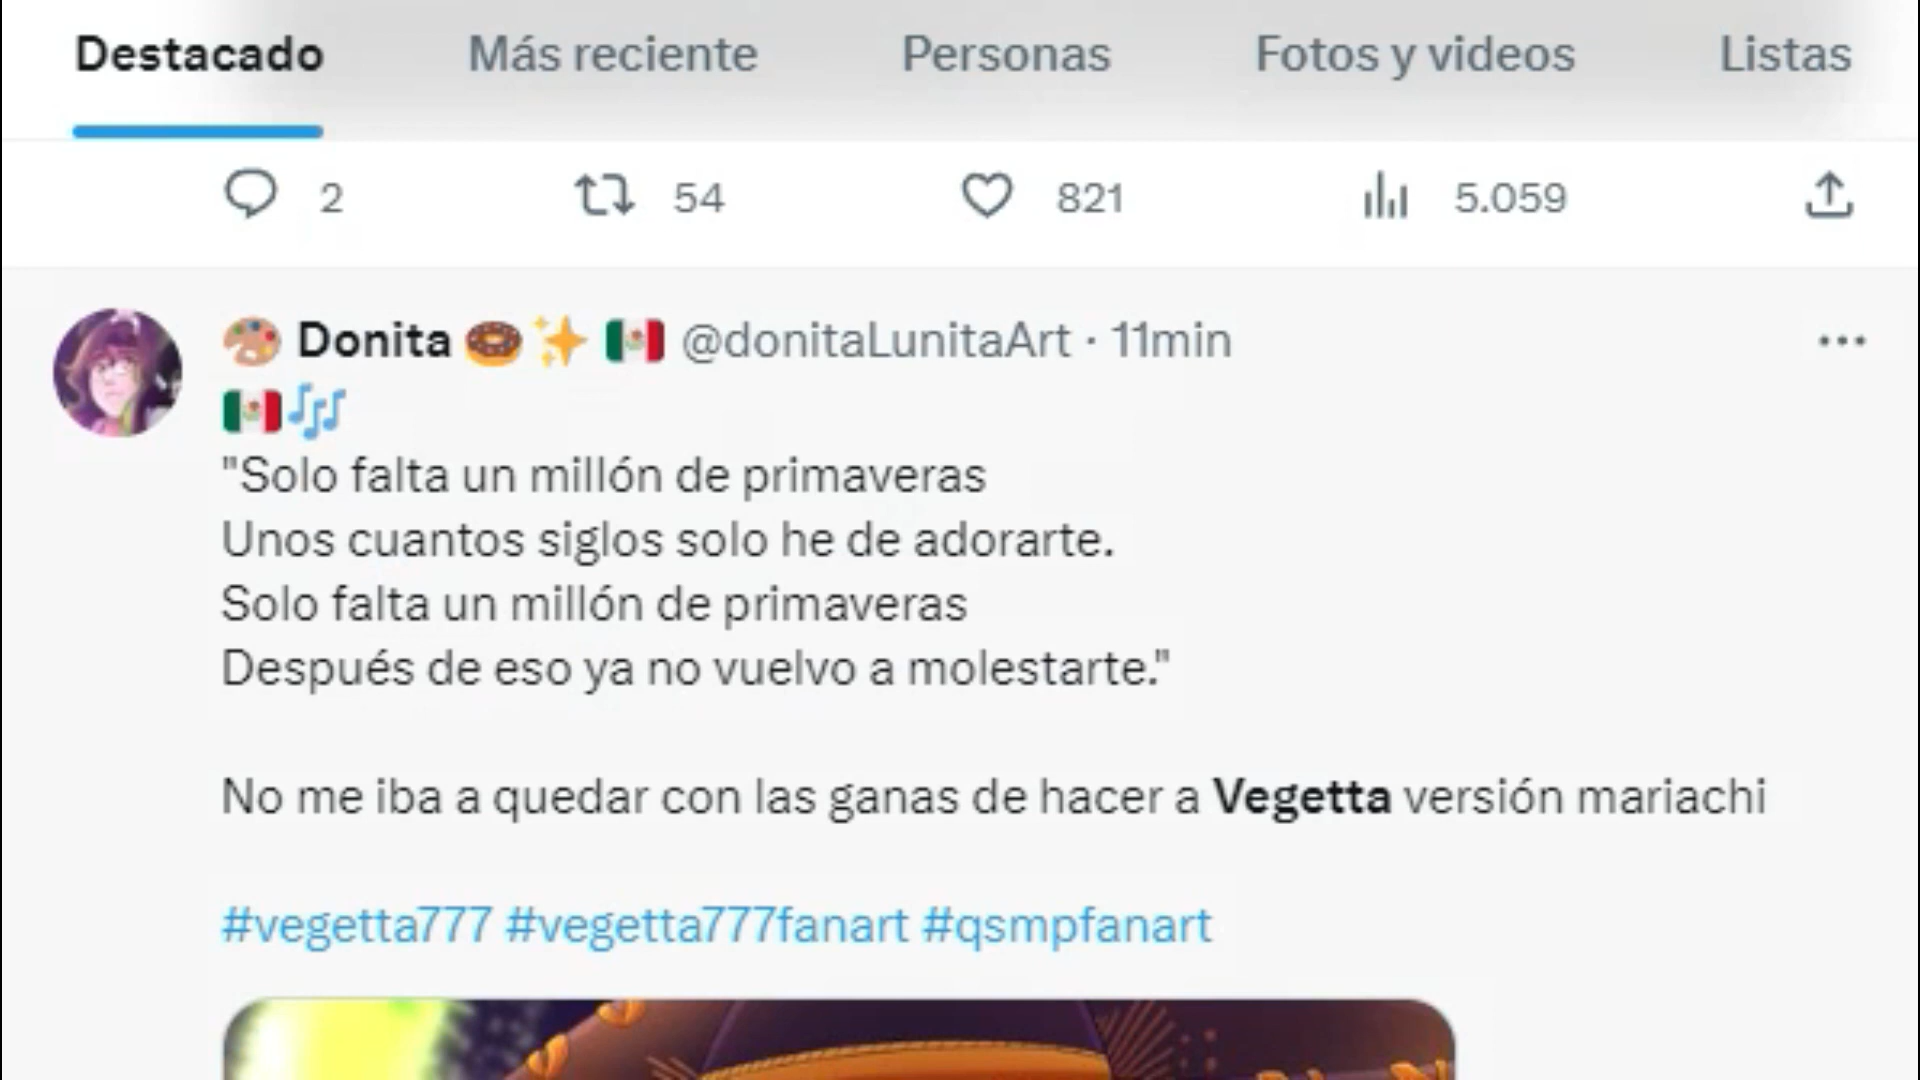 Destacado Más reciente Personas Fotos y videos Listas
2 54 821 5.059
Donita @donitaLunitaArt · 11min
"Solo falta un millón de primaveras
Unos cuantos siglos solo he de adorarte.
Solo falta un millón de primaveras
Después de eso ya no vuelvo a molestarte."
No me iba a quedar con las ganas de hacer a Vegetta versión mariachi
#vegetta777 #vegetta777fanart #qsmpfanart